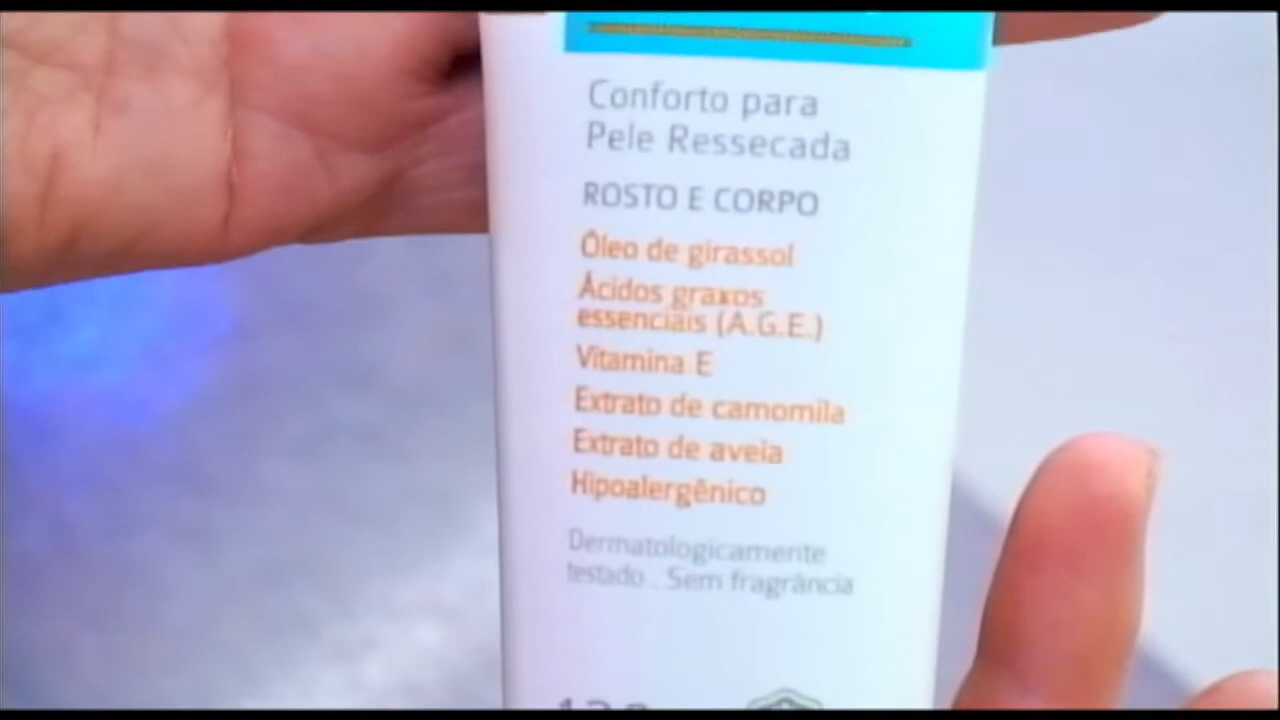 Conforto para
Pele Ressecada
ROSTO E CORPO
Óleo de girassol
Ácidos graxos
essenciais (A.G.E.)
Vitamina E
Extrato de camomila
Extrato de aveia
Hipoalergênico
Dermatologicamente
testado . Sem fragrância